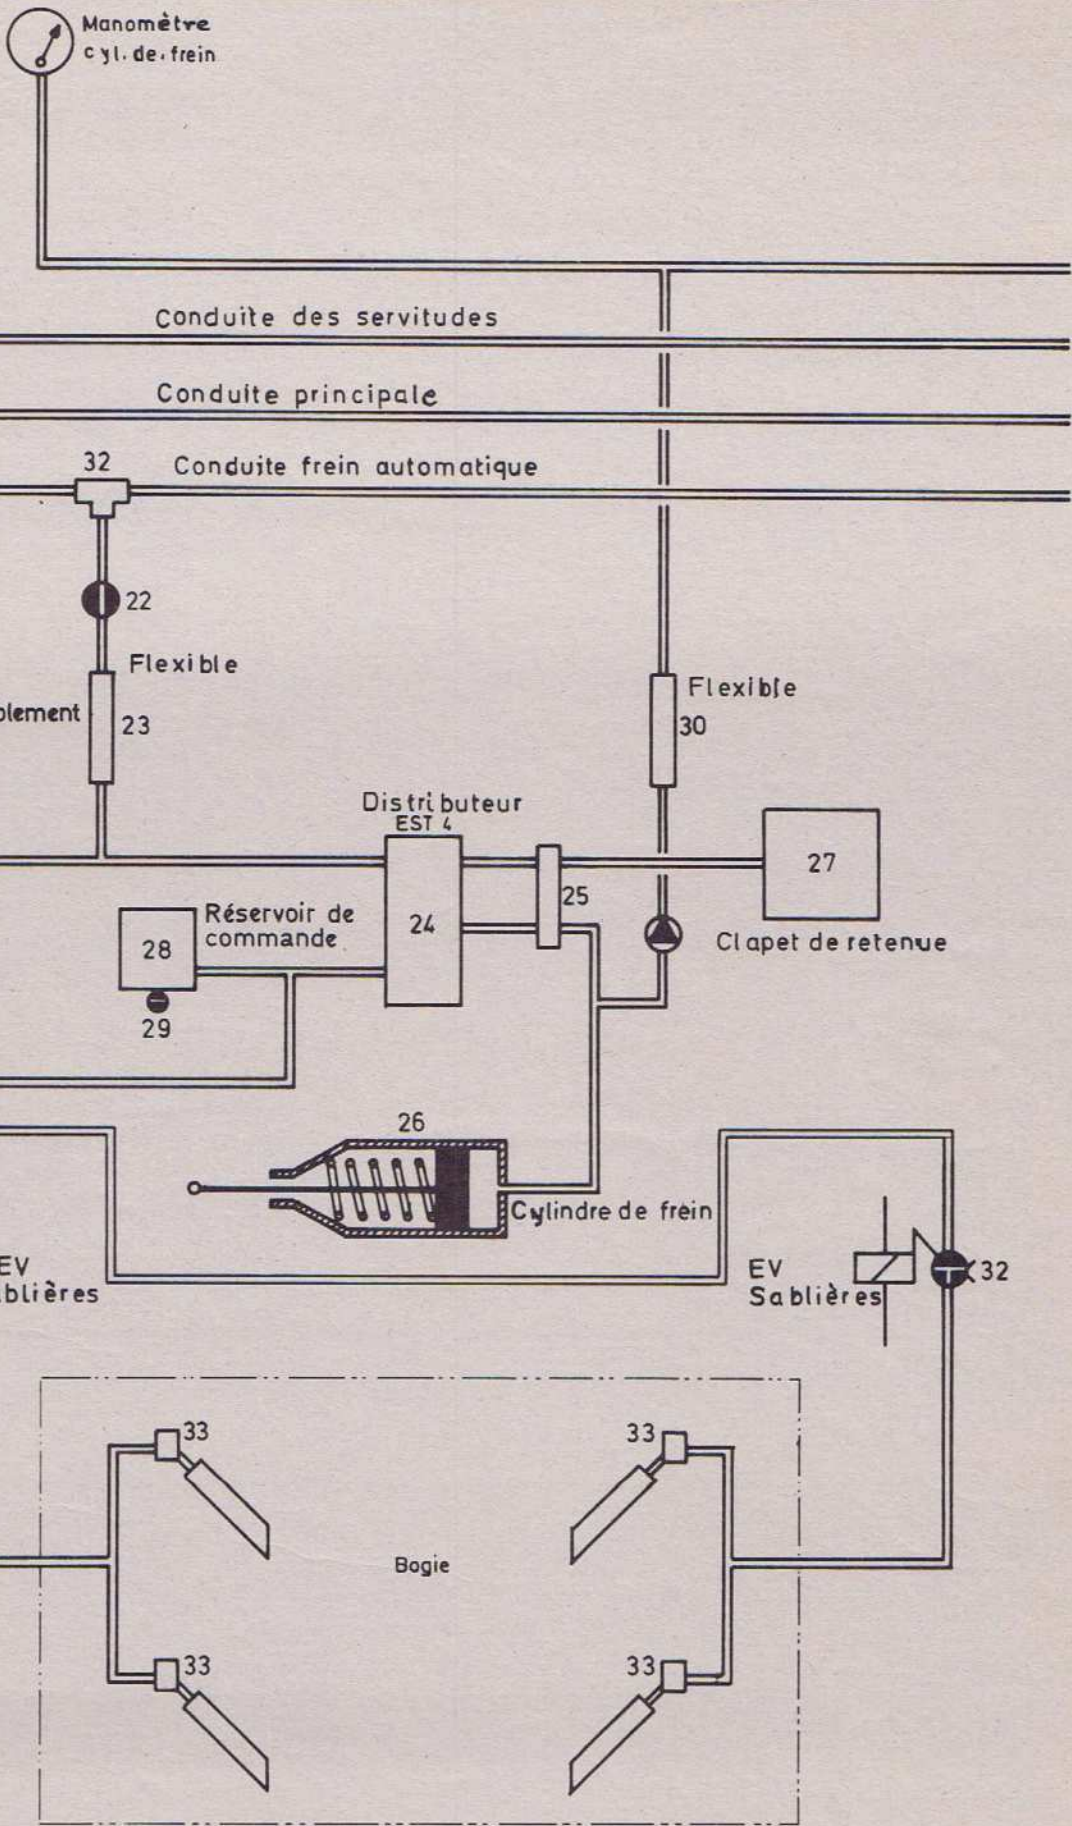 Manomètre
cyl. de. frein
Conduite des servitudes
Conduite principale
32
Conduite frein automatique
22
Flexible
Flexible
blement
23
30
Distributeur
EST 4
27
25
Réservoir de
commande
24
28
Clapet de retenue
29
26
Cylindre de frein
EV
blières
EV
Sablières
32
33
33
Bogie
33
33